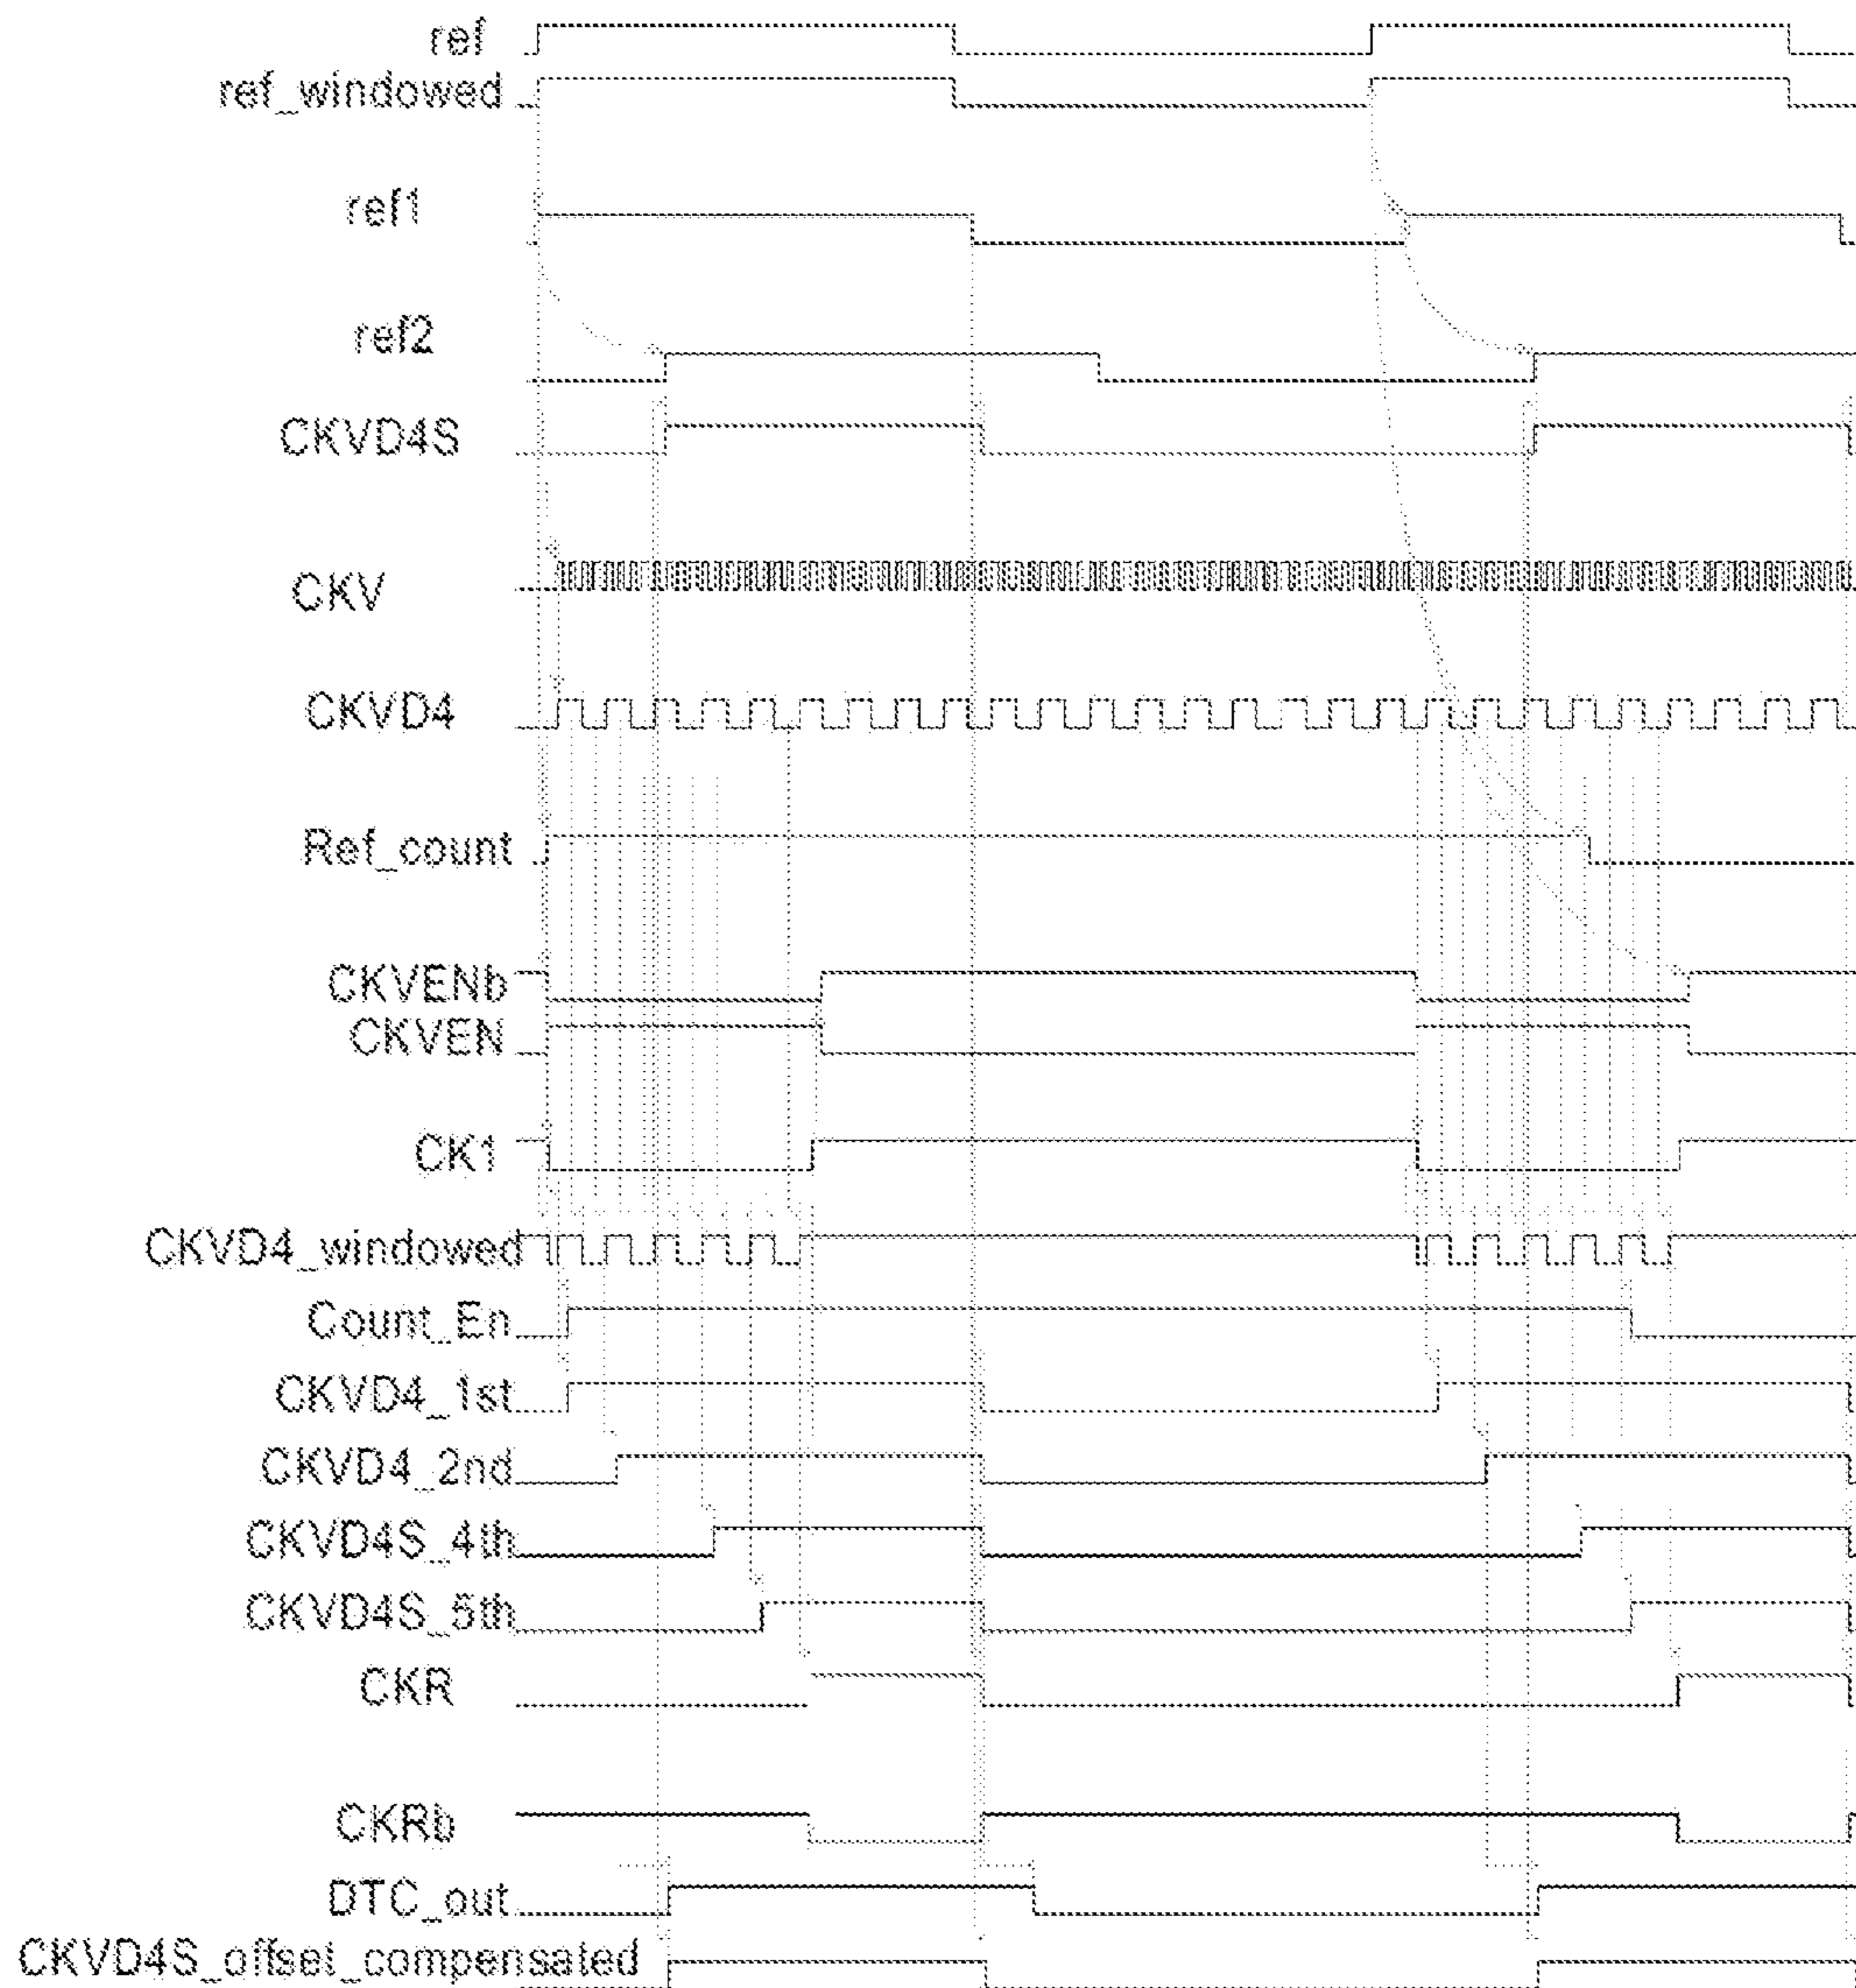 ref
ref_windowed
ref1
ref2
CKVD4S
CKV
CKVD4
Ref_count
CKVENb
CKVEN
CK1
CKVD4_windowed
Count_En
CKVD4_1st
CKVD4_2nd
CKVD4S_4th
CKVD4S_5th
CKR
CKRb
DTC_out
CKVD4S_offset_compensated